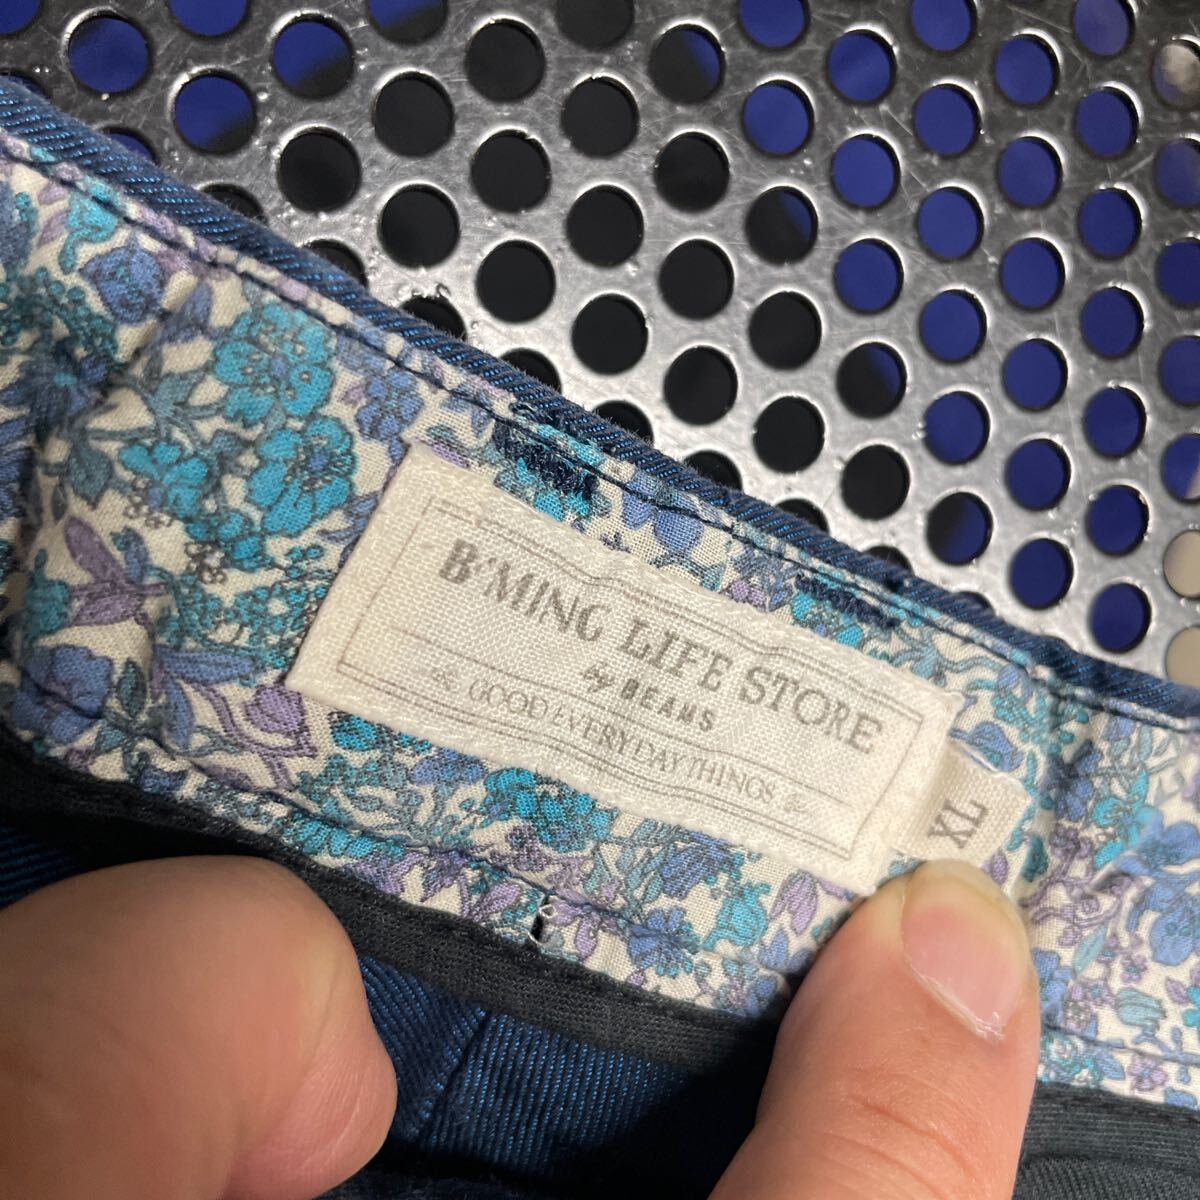 B:MING LIFE STORE
by BEAMS
GOOD EVERYDAY THINGS
XL